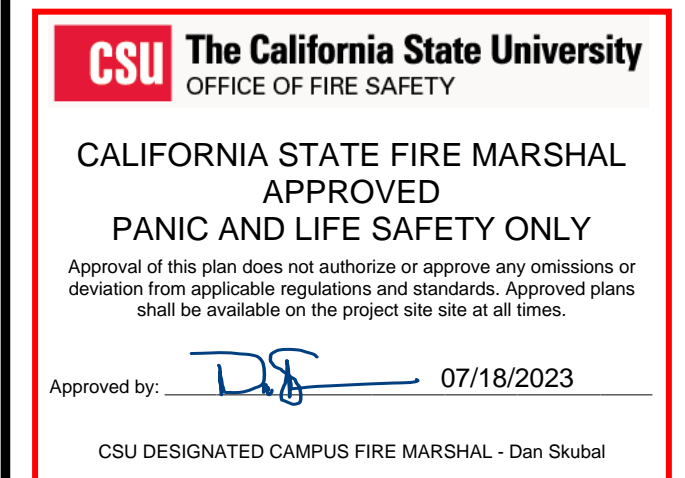 CSU The California State University
OFFICE OF FIRE SAFETY
CALIFORNIA STATE FIRE MARSHAL
APPROVED
PANIC AND LIFE SAFETY ONLY
Approval of this plan does not authorize or approve any omissions or
deviation from applicable regulations and standards. Approved plans
shall be available on the project site site at all times.
Approved by: 07/18/2023
CSU DESIGNATED CAMPUS FIRE MARSHAL - Dan Skubal